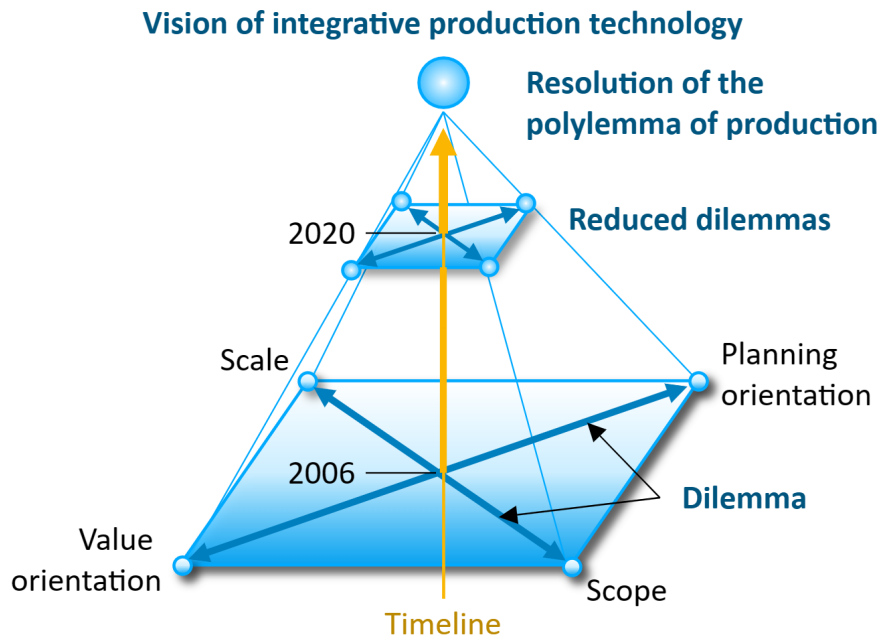 Vision of integrative production technology
Resolution of the
polylemma of production
2020
Reduced dilemmas
Scale
Planning
orientation
2006
Dilemma
Value
orientation
Scope
Timeline